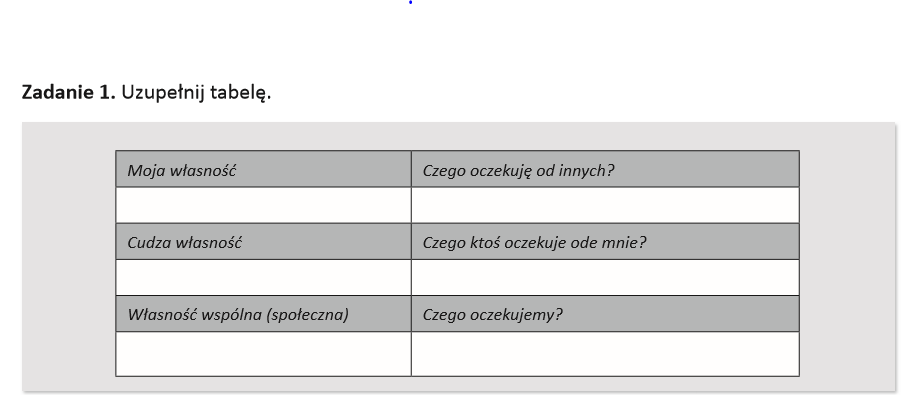 Zadanie 1. Uzupełnij tabelę.
Moja własność
Czego oczekuję od innych?
Cudza własność
Czego ktoś oczekuje ode mnie?
Własność wspólna (społeczna)
Czego oczekujemy?